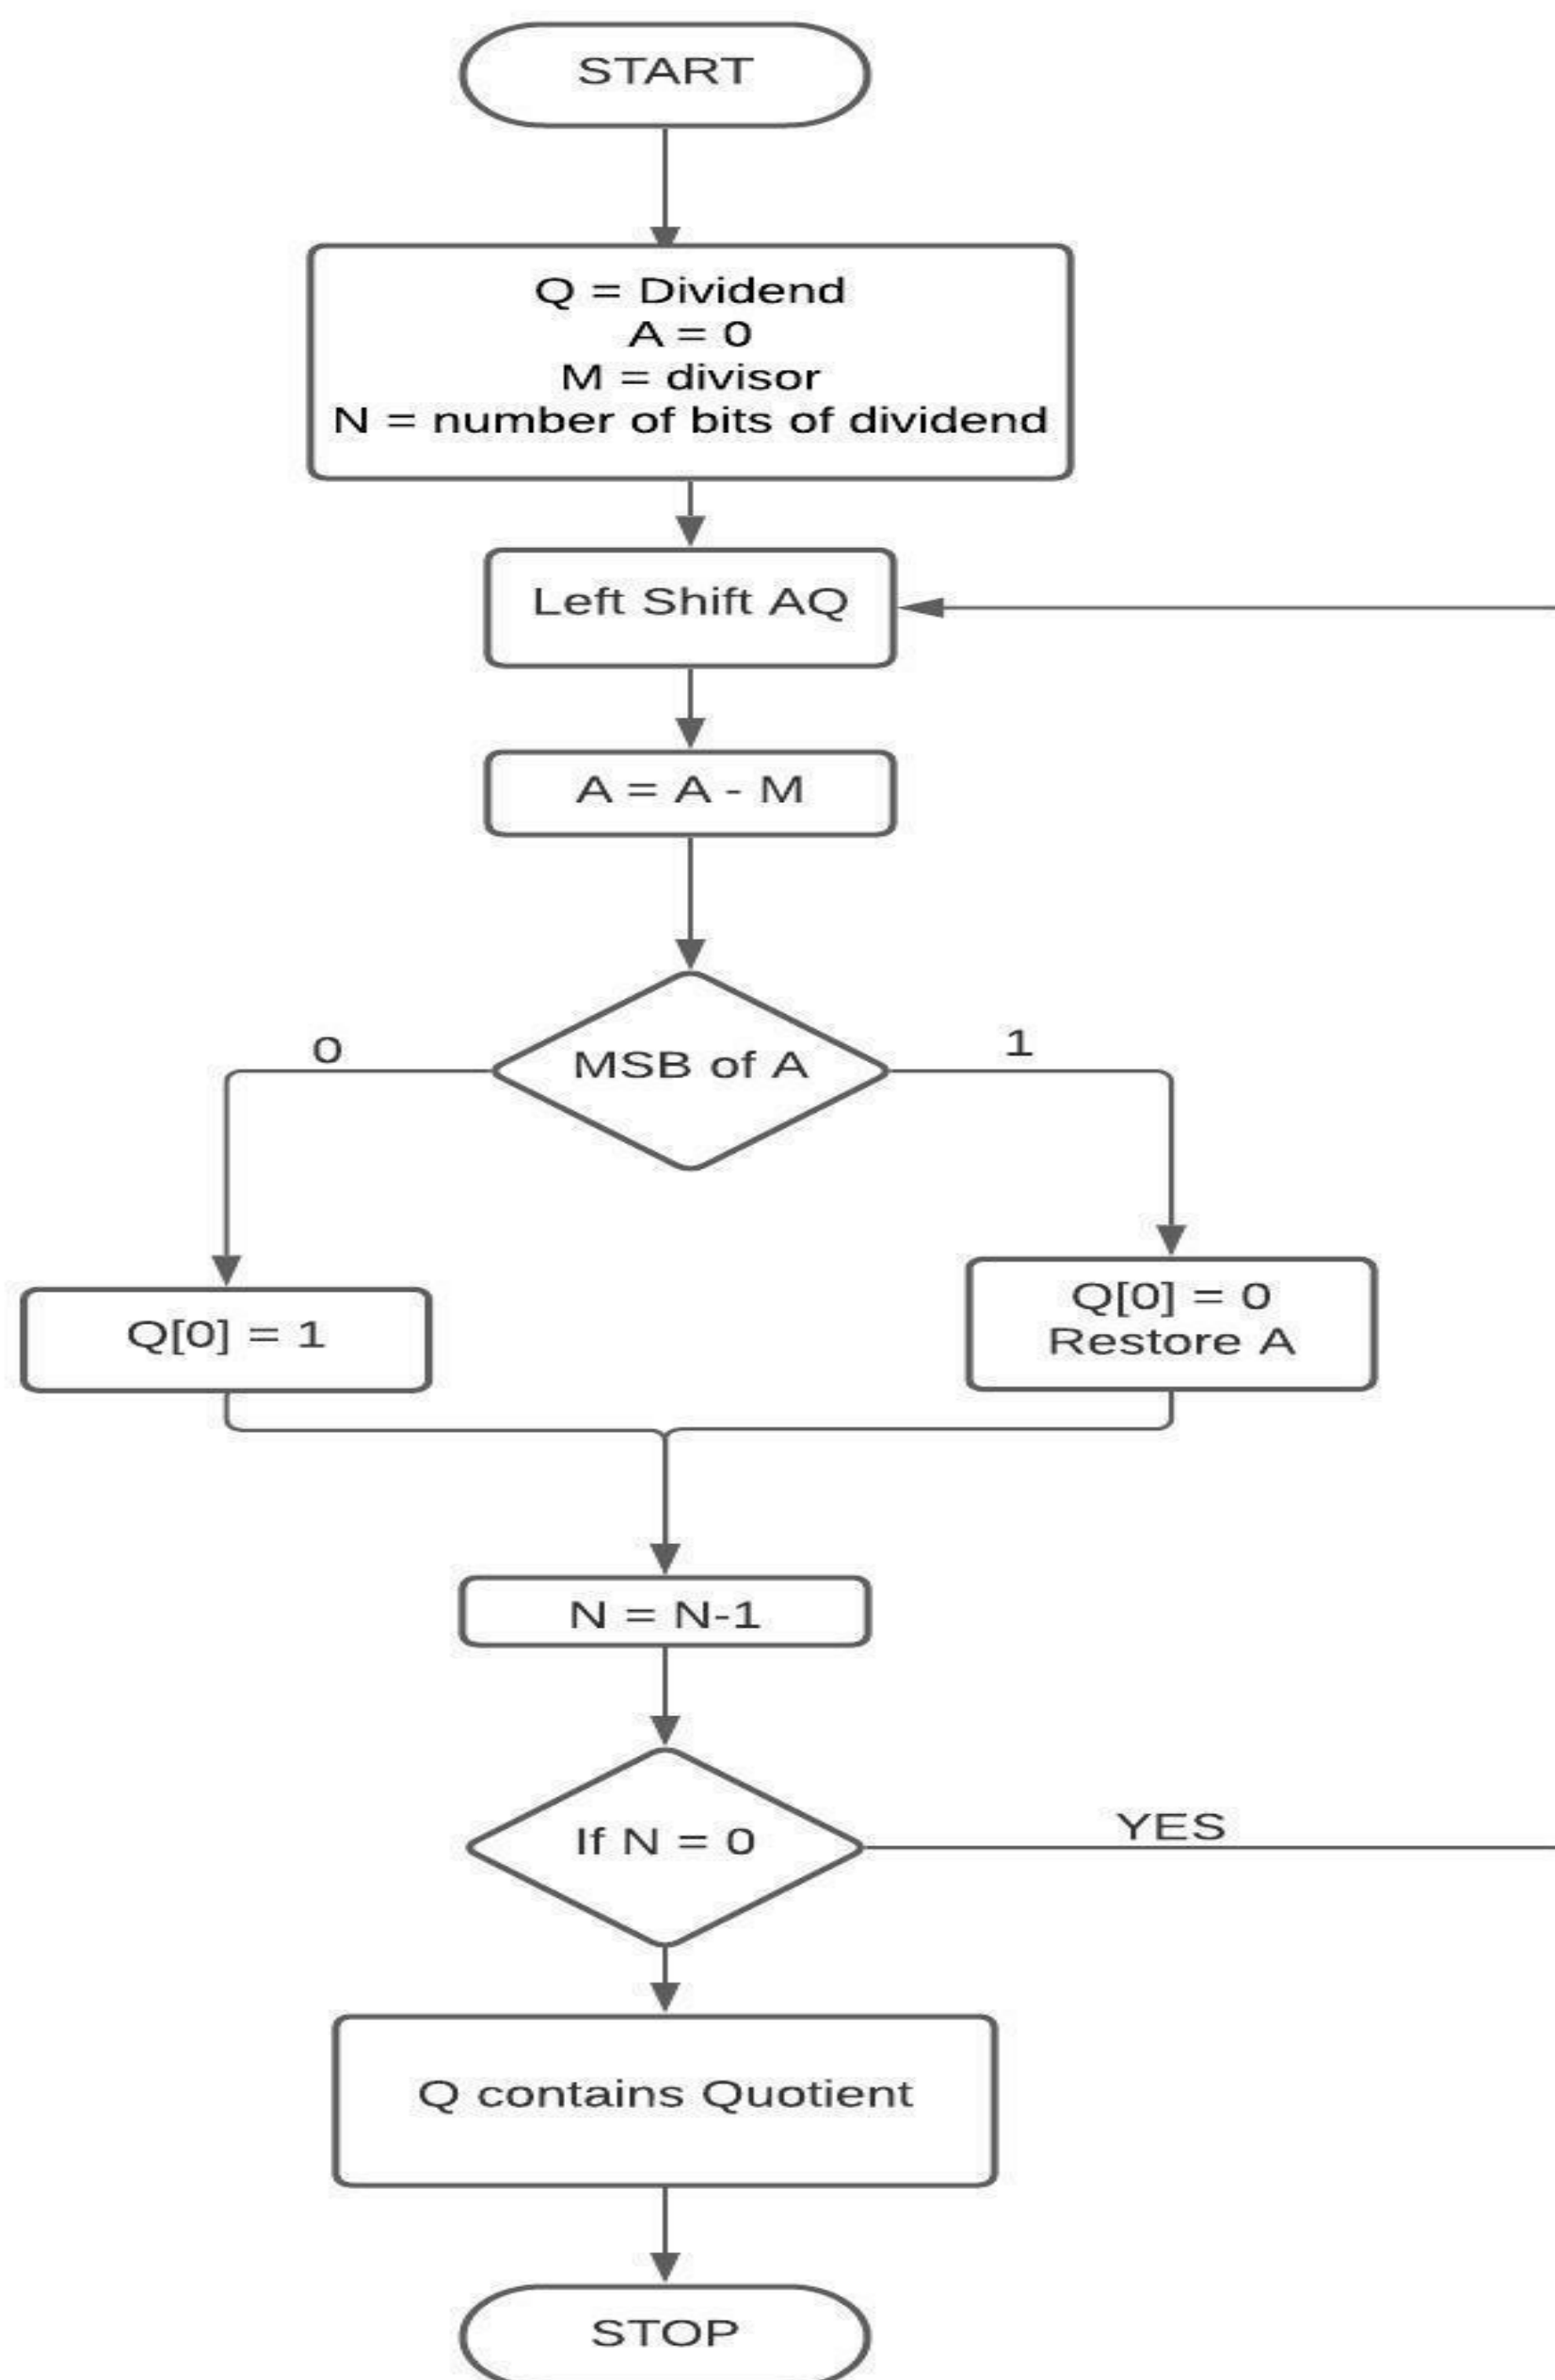 START
Q = Dividend
A = 0
M = divisor
N = number of bits of dividend
Left Shift AQ
A = A - M
MSB of A
0
1
Q[0] = 1
Q[0] = 0
Restore A
N = N-1
If N = 0
YES
Q contains Quotient
STOP